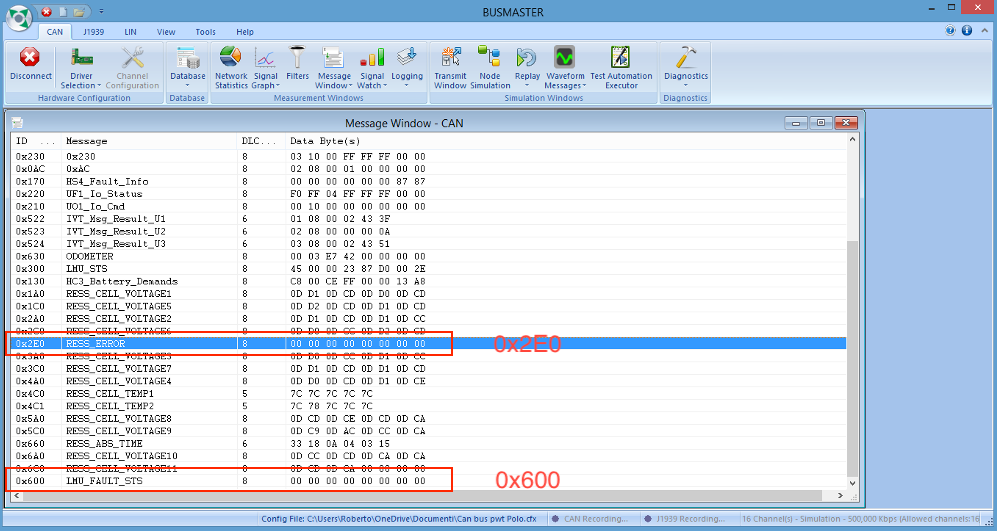 BUSMASTER
CAN J1939 LIN View Tools Help
Disconnect Driver Selection Channel Configuration Database Network Statistics Signal Graph Filters Message Window Signal Watch Logging Transmit Window Node Simulation Replay Waveform Messages Test Automation Executor Diagnostics
Hardware Configuration Database Measurement Windows Simulation Windows Diagnostics
Message Window - CAN
ID ... Message DLC... Data Byte(s)
0x230 0x230 8 03 10 00 FF FF FF 00 00
0x0AC 0xAC 8 02 08 00 01 00 00 00 00
0x170 HS4_Fault_Info 8 00 00 00 00 00 00 87 87
0x220 UF1_Io_Status 8 F0 FF 04 FF FF FF 00 00
0x210 UO1_Io_Cmd 8 00 10 00 00 00 00 00 00
0x522 IVT_Msg_Result_U1 6 01 08 00 02 43 3F
0x523 IVT_Msg_Result_U2 6 02 08 00 00 00 0A
0x524 IVT_Msg_Result_U3 6 03 08 00 02 43 51
0x630 ODOMETER 8 00 03 E7 42 00 00 00 00
0x300 LMU_STS 8 45 00 00 23 87 D0 00 2E
0x130 HC3_Battery_Demands 8 C8 00 CE FF 00 00 13 A8
0x1A0 RESS_CELL_VOLTAGE1 8 0D D1 0D CD 0D D0 0D CD
0x1C0 RESS_CELL_VOLTAGE5 8 0D D2 0D CD 0D D1 0D CD
0x2A0 RESS_CELL_VOLTAGE2 8 0D D1 0D CD 0D D1 0D CC
0x2C0 RESS_CELL_VOLTAGE6 8 0D D0 0D CC 0D D2 0D CD
0x2E0 RESS_ERROR 8 00 00 00 00 00 00 00 00 0x2E0
0x3A0 RESS_CELL_VOLTAGE3 8 0D D1 0D CC 0D D1 0D CC
0x3C0 RESS_CELL_VOLTAGE7 8 0D D1 0D CD 0D D1 0D CD
0x4A0 RESS_CELL_VOLTAGE4 8 0D D0 0D CD 0D D1 0D CE
0x4C0 RESS_CELL_TEMP1 5 7C 7C 7C 7C 7C
0x4C1 RESS_CELL_TEMP2 5 7C 78 7C 7C 7C
0x5A0 RESS_CELL_VOLTAGE8 8 0D CD 0D CE 0D CD 0D CA
0x5C0 RESS_CELL_VOLTAGE9 8 0D C9 0D AC 0D CC 0D CA
0x660 RESS_ABS_TIME 6 33 18 0A 04 03 15
0x6A0 RESS_CELL_VOLTAGE10 8 0D CC 0D CD 0D CA 0D CA
0x6C0 RESS_CELL_VOLTAGE11 8 0D CD 0D CA 00 00 00 00
0x600 LMU_FAULT_STS 8 00 00 00 00 00 00 00 00 0x600
Config File: C:\Users\Roberto\OneDrive\Documenti\Can bus pwt Polo.cfx CAN Recording... J1939 Recording... 16 Channel(s) - Simulation - 500,000 Kbps (Allowed channels:16